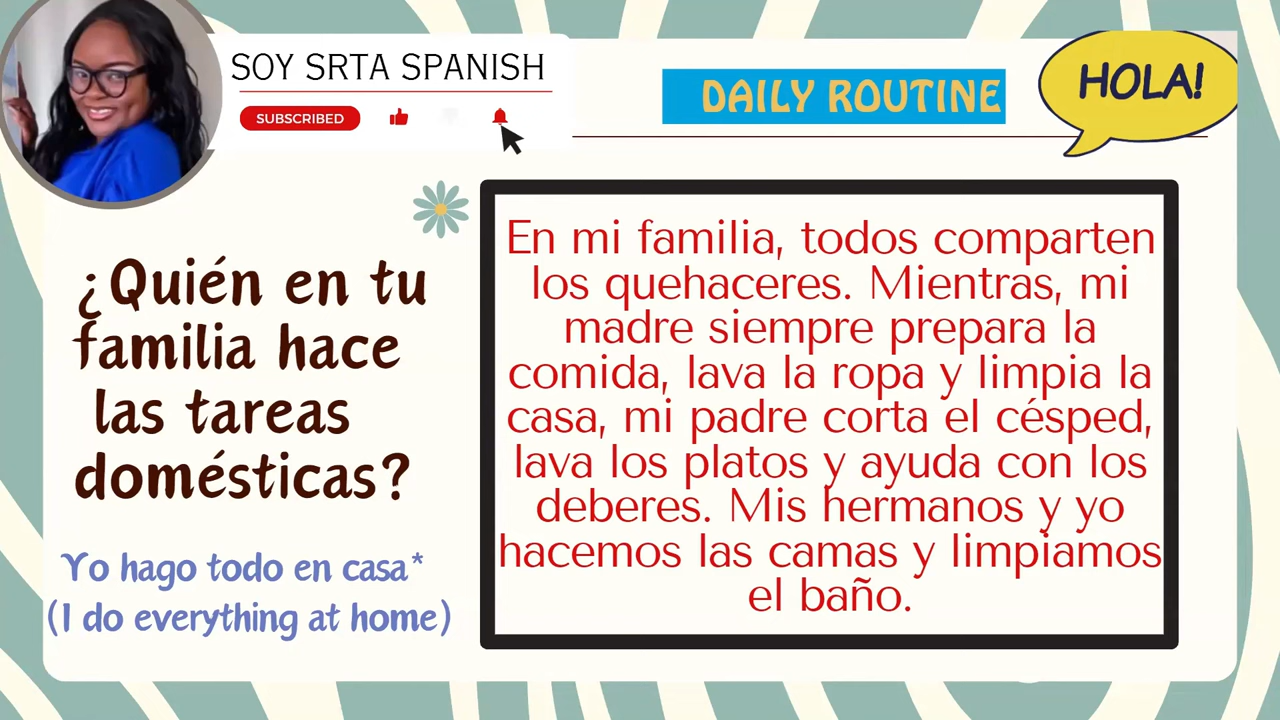 SOY SRTA SPANISH
SUBSCRIBED
DAILY ROUTINE
HOLA!
¿Quién en tu
familia hace
las tareas
domésticas?
Yo hago todo en casa*
(I do everything at home)
En mi familia, todos comparten
los quehaceres. Mientras, mi
madre siempre prepara la
comida, lava la ropa y limpia la
casa, mi padre corta el césped,
lava los platos y ayuda con los
deberes. Mis hermanos y yo
hacemos las camas y limpiamos
el baño.